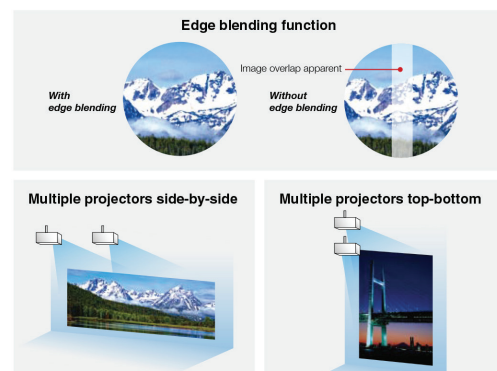 Edge blending function
With
edge blending
Image overlap apparent
Without
edge blending
Multiple projectors side-by-side
Multiple projectors top-bottom